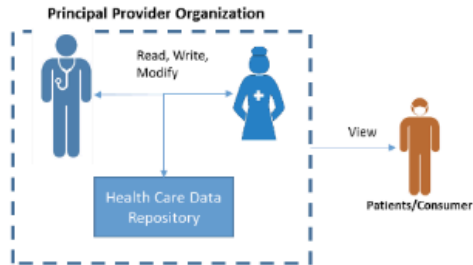 Principal Provider Organization
Read, Write,
Modify
View
Health Care Data
Repository
Patients/Consumer